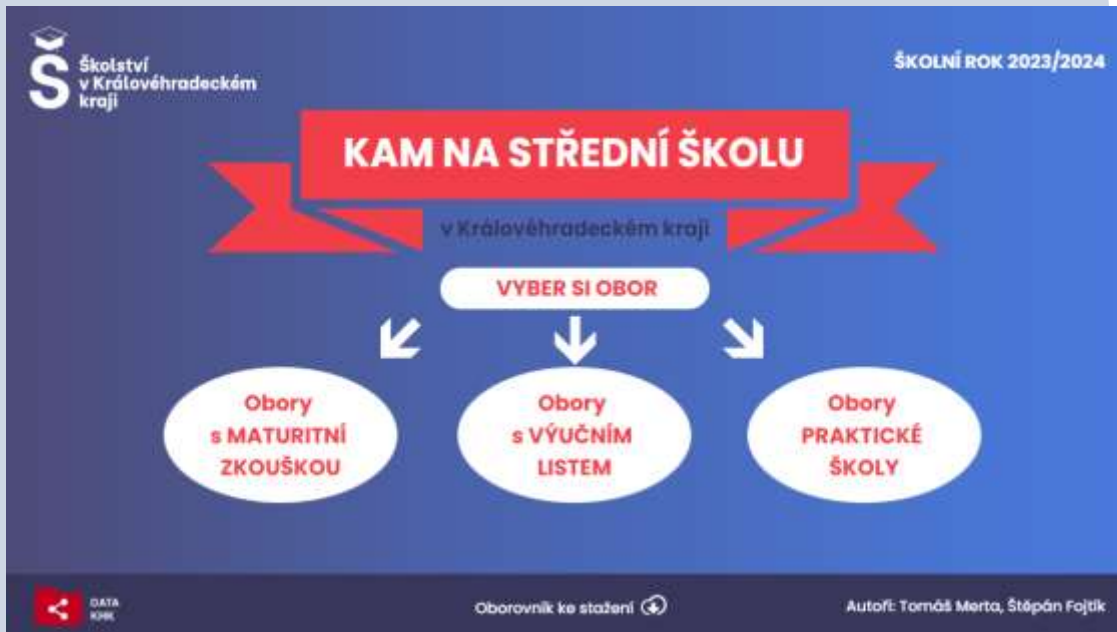 Školství
v Královéhradeckém
kraji
ŠKOLNÍ ROK 2023/2024
KAM NA STŘEDNÍ ŠKOLU
v Královéhradeckém kraji
VYBER SI OBOR
Obory
s MATURITNÍ
ZKOUŠKOU
Obory
s VÝUČNÍM
LISTEM
Obory
PRAKTICKÉ
ŠKOLY
DATA
KHK
Oborovník ke stažení
Autoři: Tomáš Merta, Štěpán Fojtík